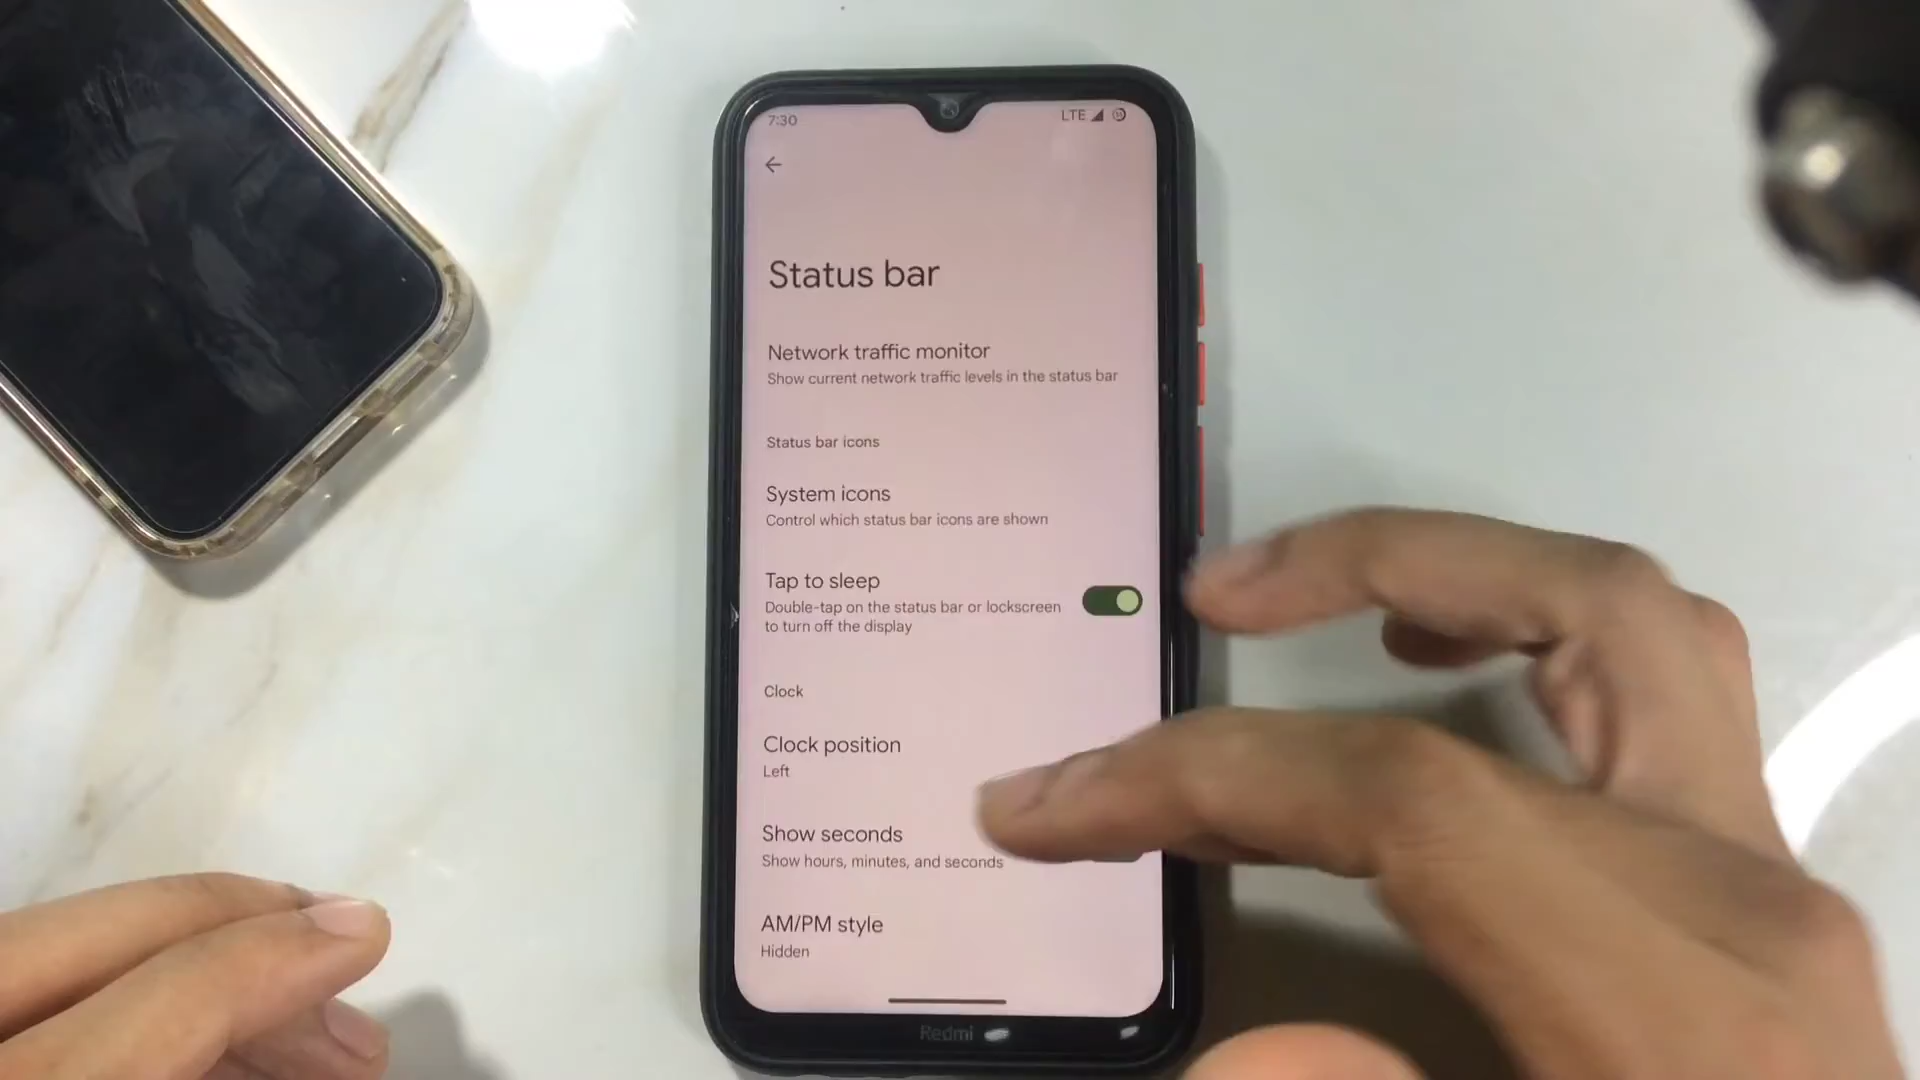 7:30
LTE
Status bar
Network traffic monitor
Show current network traffic levels in the status bar
Status bar icons
System icons
Control which status bar icons are shown
Tap to sleep
Double-tap on the status bar or lockscreen
to turn off the display
Clock
Clock position
Left
Show seconds
Show hours, minutes, and seconds
AM/PM style
Hidden
Redmi